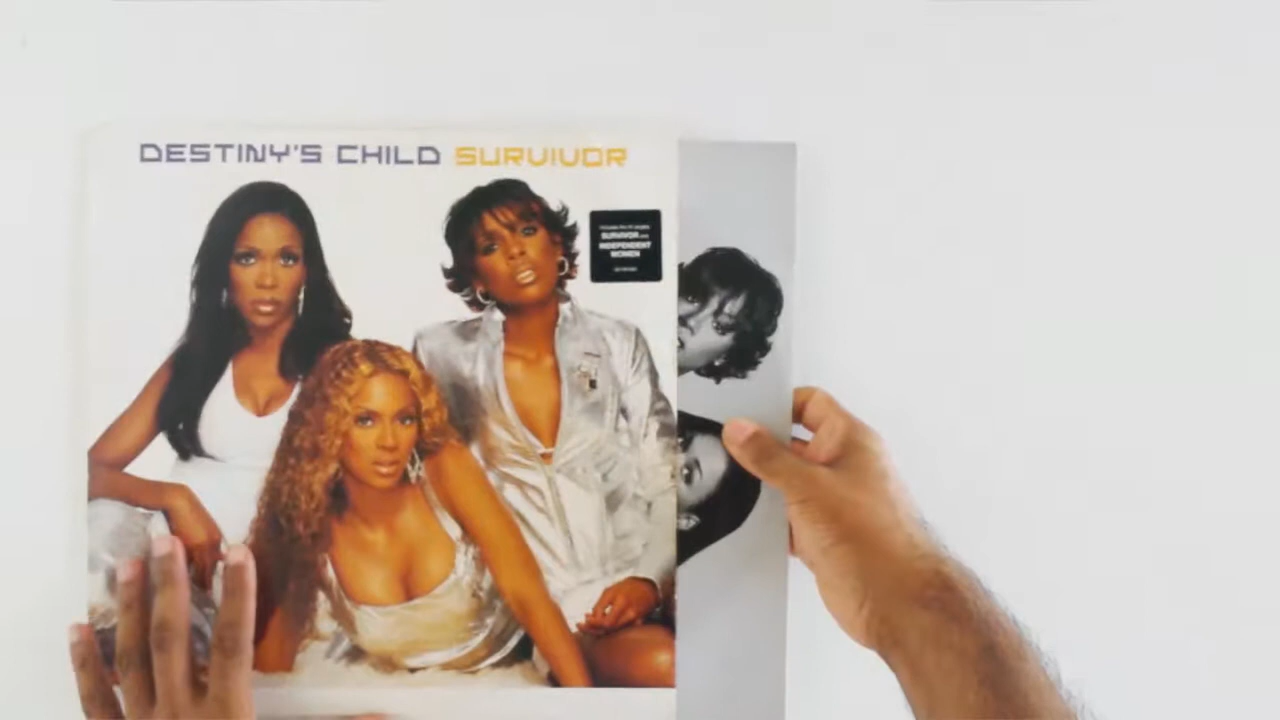 DESTINY'S CHILD SURVIVOR
SURVIVOR
INDEPENDENT
WOMEN